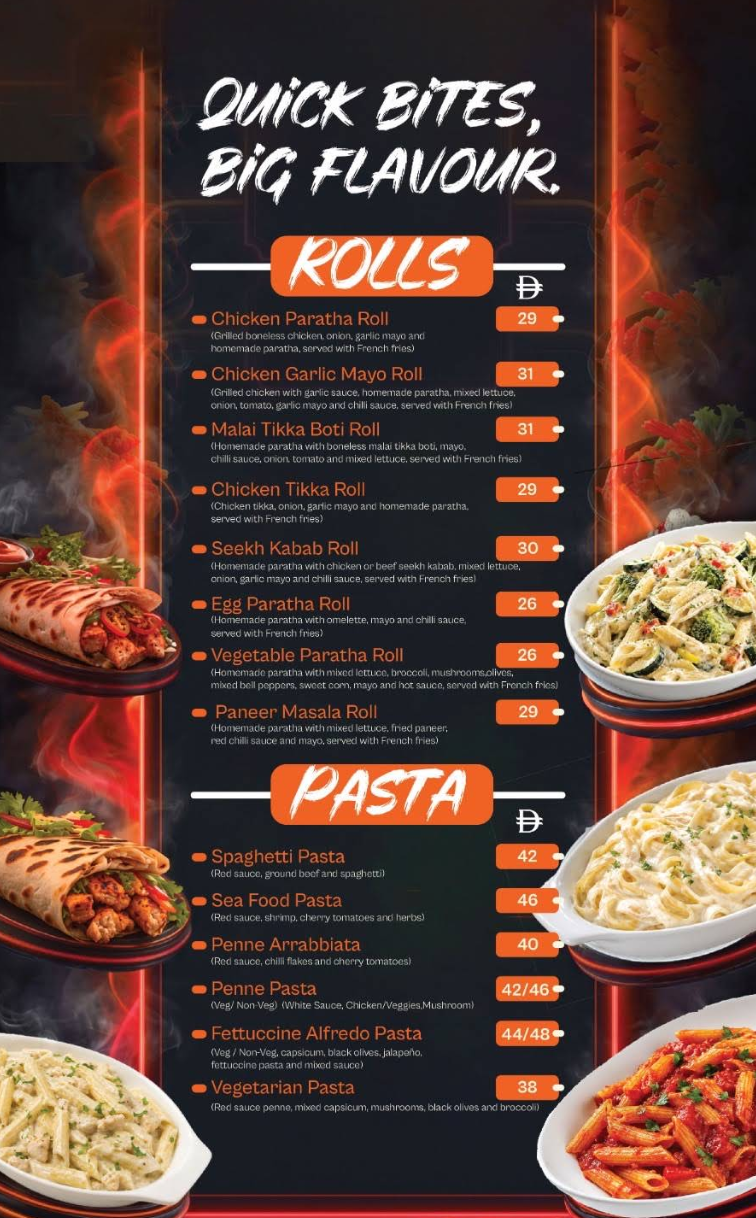 QUiCK BiTES,
BiG FLAVOUR.
ROLLS
Chicken Paratha Roll 29
(Grilled boneless chicken, onion, garlic mayo and
homemade paratha, served with French fries)
Chicken Garlic Mayo Roll 31
(Grilled chicken with garlic sauce, homemade paratha, mixed lettuce,
onion, tomato, garlic mayo and chilli sauce, served with French fries)
Malai Tikka Boti Roll 31
(Homemade paratha with boneless malai tikka boti, mayo,
chilli sauce, onion, tomato and mixed lettuce, served with French fries)
Chicken Tikka Roll 29
(Chicken tikka, onion, garlic mayo and homemade paratha,
served with French fries)
Seekh Kabab Roll 30
(Homemade paratha with chicken or beef seekh kabab, mixed lettuce,
onion, garlic mayo and chilli sauce, served with French fries)
Egg Paratha Roll 26
(Homemade paratha with omelette, mayo and chilli sauce,
served with French fries)
Vegetable Paratha Roll 26
(Homemade paratha with mixed lettuce, broccoli, mushrooms,olives,
mixed bell peppers, sweet corn, mayo and hot sauce, served with French fries)
Paneer Masala Roll 29
(Homemade paratha with mixed lettuce, fried paneer,
red chilli sauce and mayo, served with French fries)
PASTA
Spaghetti Pasta 42
(Red sauce, ground beef and spaghetti)
Sea Food Pasta 46
(Red sauce, shrimp, cherry tomatoes and herbs)
Penne Arrabbiata 40
(Red sauce, chilli flakes and cherry tomatoes)
Penne Pasta 42/46
(Veg/ Non-Veg) (White Sauce, Chicken/Veggies,Mushroom)
Fettuccine Alfredo Pasta 44/48
(Veg / Non-Veg, capsicum, black olives, jalapeño,
fettuccine pasta and mixed sauce)
Vegetarian Pasta 38
(Red sauce penne, mixed capsicum, mushrooms, black olives and broccoli)